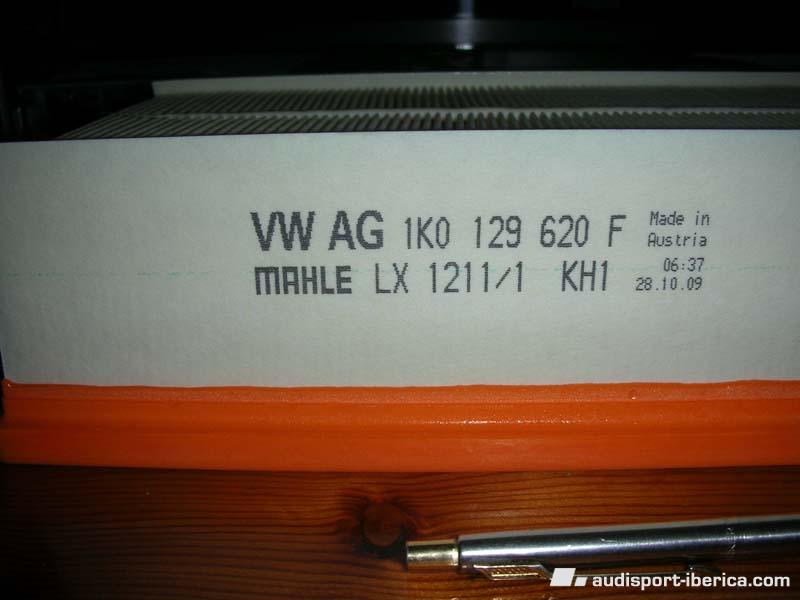 VW AG 1K0 129 620 F Made in
Austria
MAHLE LX 1211/1 KH1 06:37
28.10.09
audisport-iberica.com